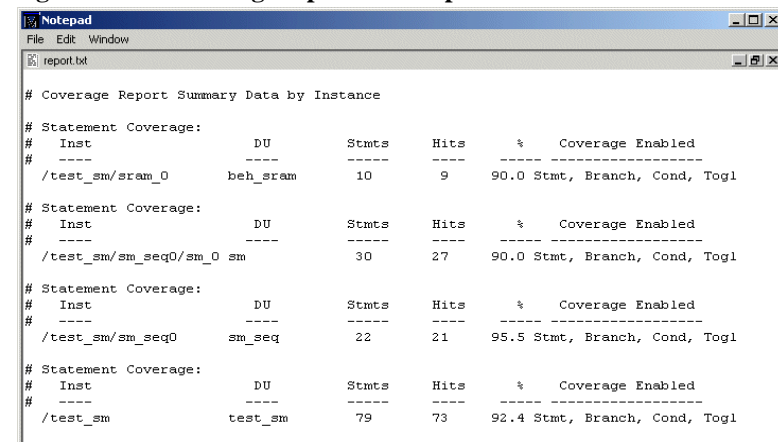 Notepad
File Edit Window
report.txt
# Coverage Report Summary Data by Instance
# Statement Coverage:
# Inst DU Stmts Hits % Coverage Enabled
# ---- ---- ----- ---- ----- ------------------
/test_sm/sram_0 beh_sram 10 9 90.0 Stmt, Branch, Cond, Togl
# Statement Coverage:
# Inst DU Stmts Hits % Coverage Enabled
# ---- ---- ----- ---- ----- ------------------
/test_sm/sm_seq0/sm_0 sm 30 27 90.0 Stmt, Branch, Cond, Togl
# Statement Coverage:
# Inst DU Stmts Hits % Coverage Enabled
# ---- ---- ----- ---- ----- ------------------
/test_sm/sm_seq0 sm_seq 22 21 95.5 Stmt, Branch, Cond, Togl
# Statement Coverage:
# Inst DU Stmts Hits % Coverage Enabled
# ---- ---- ----- ---- ----- ------------------
/test_sm test_sm 79 73 92.4 Stmt, Branch, Cond, Togl